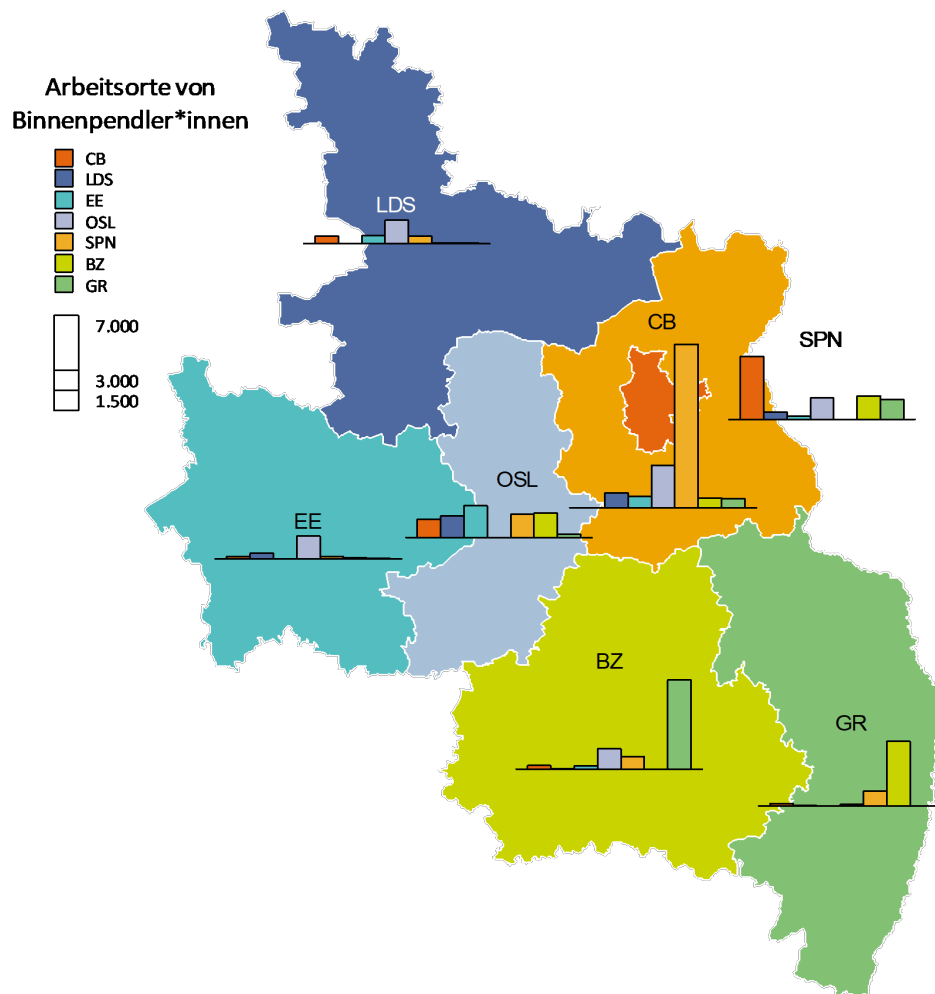 Arbeitsorte von
Binnenpendler*innen
CB
LDS
EE
OSL
SPN
BZ
GR
7.000
3.000
1.500
LDS
CB
SPN
OSL
EE
BZ
GR